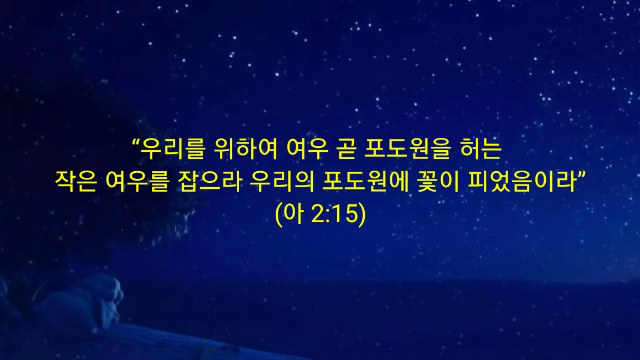 “우리를 위하여 여우 곧 포도원을 허는
작은 여우를 잡으라 우리의 포도원에 꽃이 피었음이라”
(아 2:15)